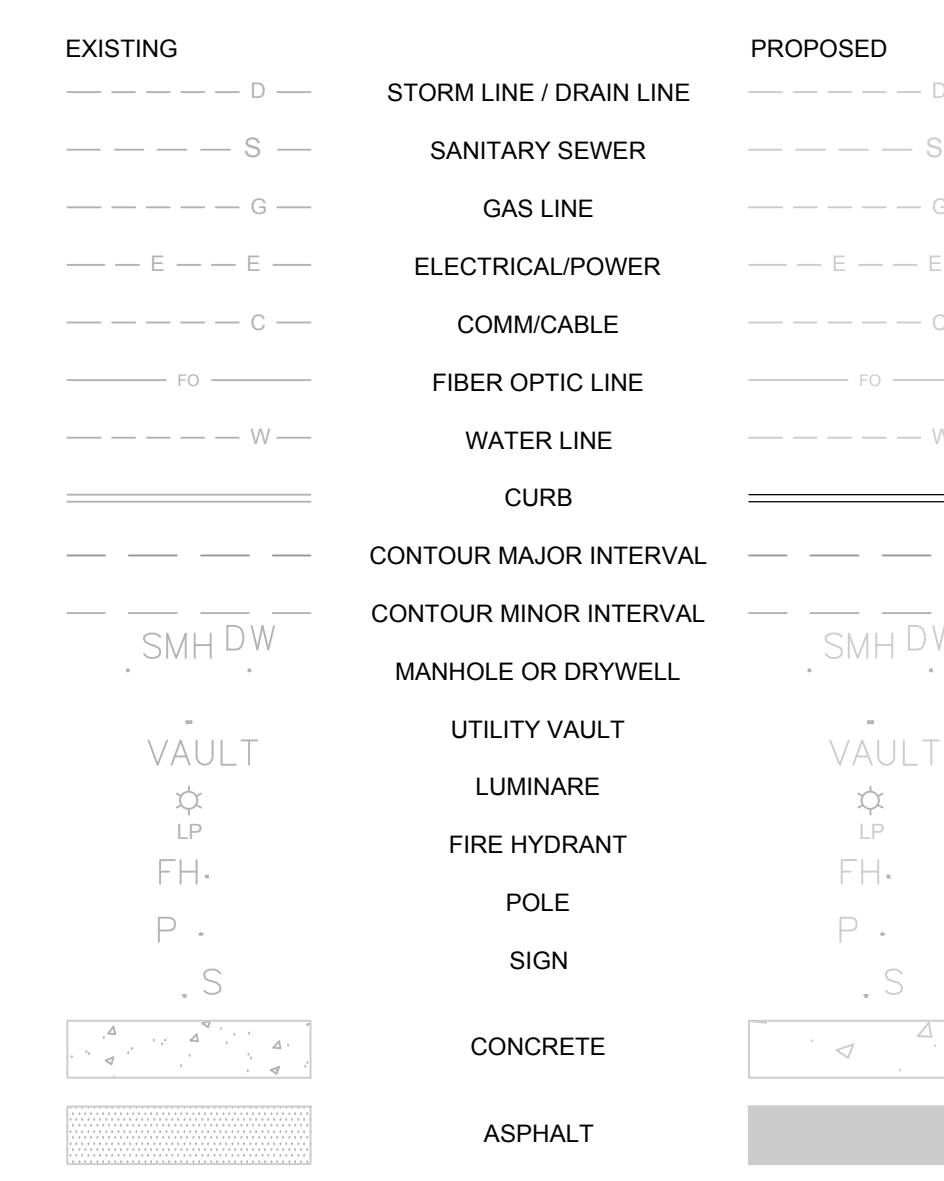 EXISTING PROPOSED
D STORM LINE / DRAIN LINE D
S SANITARY SEWER S
G GAS LINE G
E E ELECTRICAL/POWER E E
C COMM/CABLE C
FO FIBER OPTIC LINE FO
W WATER LINE W
CURB
CONTOUR MAJOR INTERVAL
CONTOUR MINOR INTERVAL
SMH DW MANHOLE OR DRYWELL SMH DW
UTILITY VAULT
VAULT VAULT
LUMINARE
LP LP
FIRE HYDRANT
FH FH
POLE
P P
SIGN
S S
CONCRETE
ASPHALT